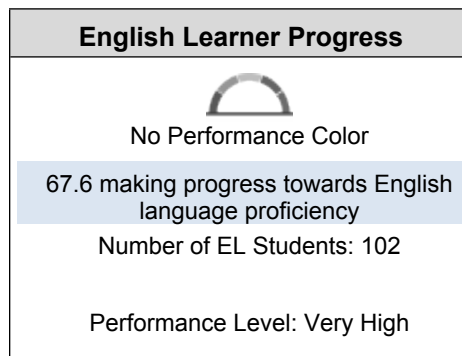 English Learner Progress
No Performance Color
67.6 making progress towards English
language proficiency
Number of EL Students: 102
Performance Level: Very High